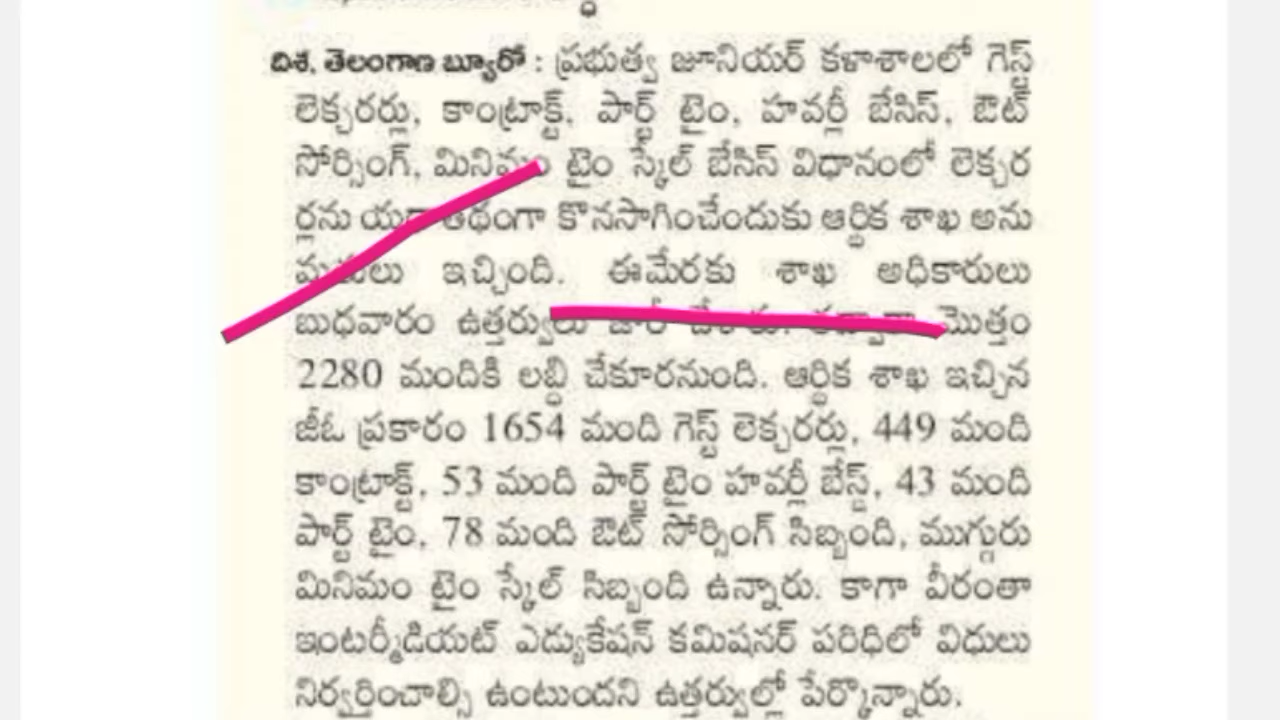 దిశ, తెలంగాణ బ్యూరో : ప్రభుత్వ జూనియర్ కళాశాలలో గెస్ట్
లెక్చరర్లు, కాంట్రాక్ట్, పార్ట్ టైం, హవర్లీ బేసిస్, ఔట్
సోర్సింగ్, మినిమం టైం స్కేల్ బేసిస్ విధానంలో లెక్చర
ర్లను యథాతథంగా కొనసాగించేందుకు ఆర్థిక శాఖ అను
మతులు ఇచ్చింది. ఈమేరకు శాఖ అధికారులు
బుధవారం ఉత్తర్వులు జారీ మొత్తం
2280 మందికి లబ్ధి చేకూరనుంది. ఆర్థిక శాఖ ఇచ్చిన
జీఓ ప్రకారం 1654 మంది గెస్ట్ లెక్చరర్లు, 449 మంది
కాంట్రాక్ట్, 53 మంది పార్ట్ టైం హవర్లీ బేస్డ్, 43 మంది
పార్ట్ టైం, 78 మంది ఔట్ సోర్సింగ్ సిబ్బంది, ముగ్గురు
మినిమం టైం స్కేల్ సిబ్బంది ఉన్నారు. కాగా వీరంతా
ఇంటర్మీడియట్ ఎడ్యుకేషన్ కమిషనర్ పరిధిలో విధులు
నిర్వర్తించాల్సి ఉంటుందని ఉత్తర్వుల్లో పేర్కొన్నారు.